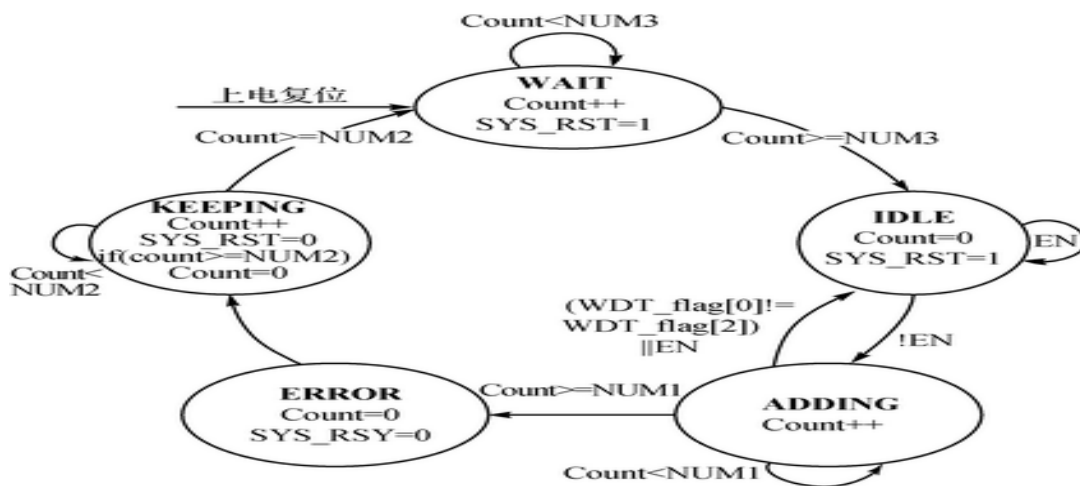 Count<NUM3
WAIT
Count++
SYS_RST=1
上电复位
Count>=NUM2
Count>=NUM3
KEEPING
Count++
SYS_RST=0
if(count>=NUM2)
Count=0
Count<
NUM2
IDLE
Count=0
SYS_RST=1
EN
(WDT_flag[0]!=
WDT_flag[2])
||EN
!EN
ERROR
Count=0
SYS_RSY=0
Count>=NUM1
ADDING
Count++
Count<NUM1